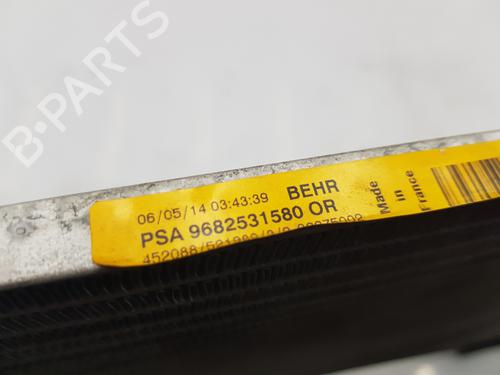 B-PARTS
06/05/14 03:43:39 BEHR
PSA 9682531580 OR
Made
in
France